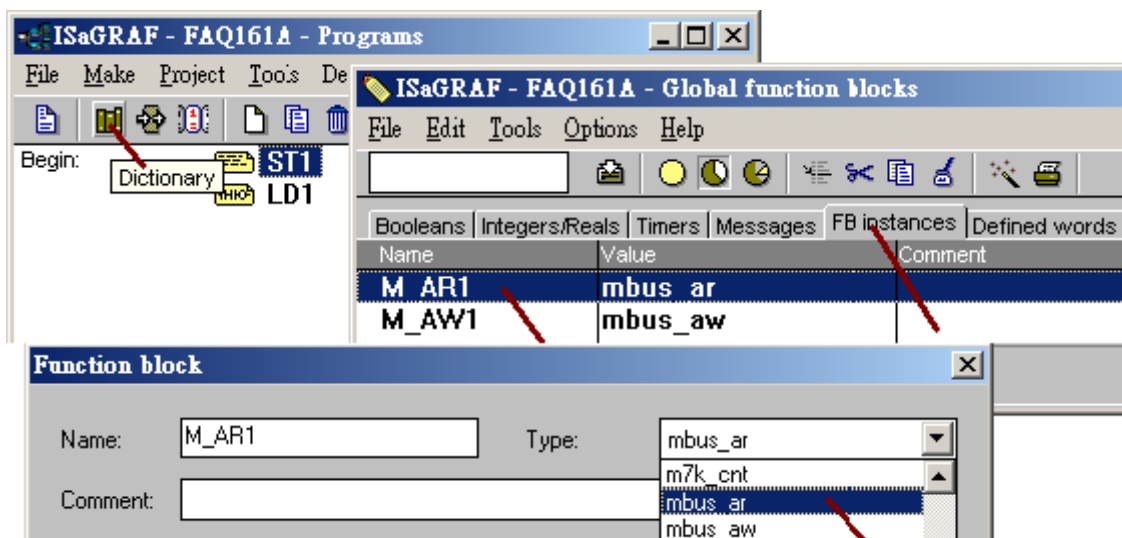 ISaGRAF - FAQ161A - Programs
File Make Project Tools De
Begin:
ST1
LD1
Dictionary
ISaGRAF - FAQ161A - Global function blocks
File Edit Tools Options Help
Booleans Integers/Reals Timers Messages FB instances Defined words
Name Value Comment
M_AR1 mbus_ar
M_AW1 mbus_aw
Function block
Name: M_AR1 Type: mbus_ar
m7k_cnt
Comment: mbus_ar
mbus_aw